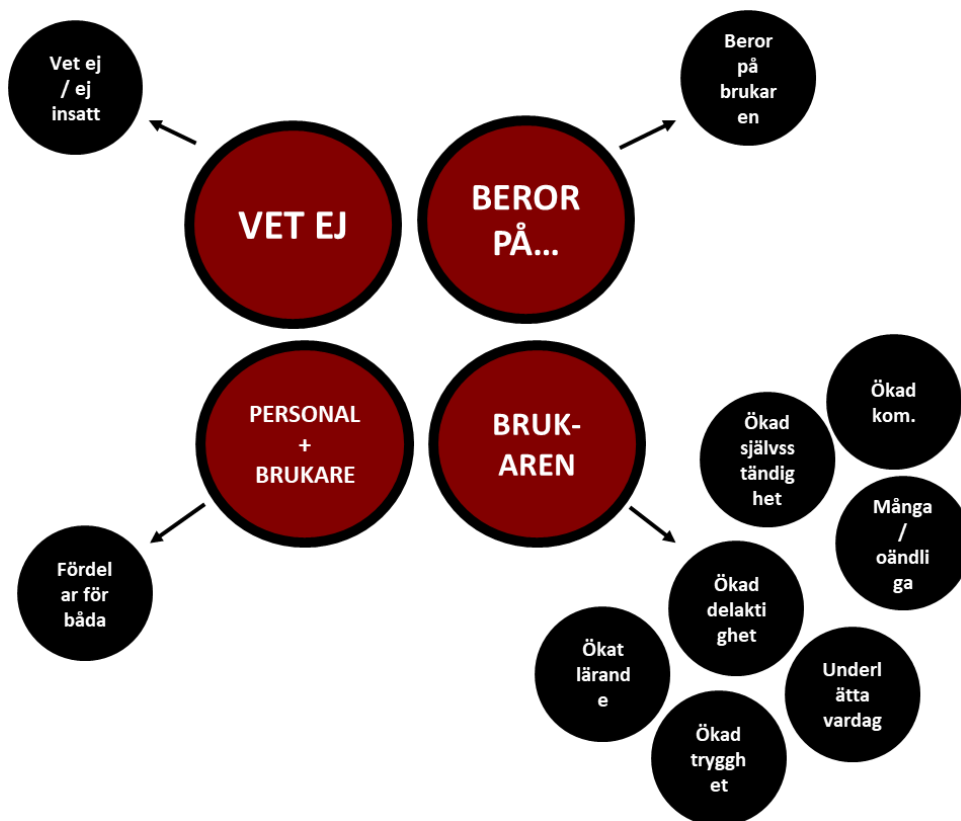 Vet ej
/ ej
insatt
Beror
på
brukar
en
VET EJ
BEROR
PÅ...
PERSONAL
+
BRUKARE
BRUK-
AREN
Ökad
kom.
Ökad
självss
tändig
het
Många
/
oändli
ga
Fördel
ar för
båda
Ökad
delakti
ghet
Ökat
lärand
e
Underl
ätta
vardag
Ökad
tryggh
et